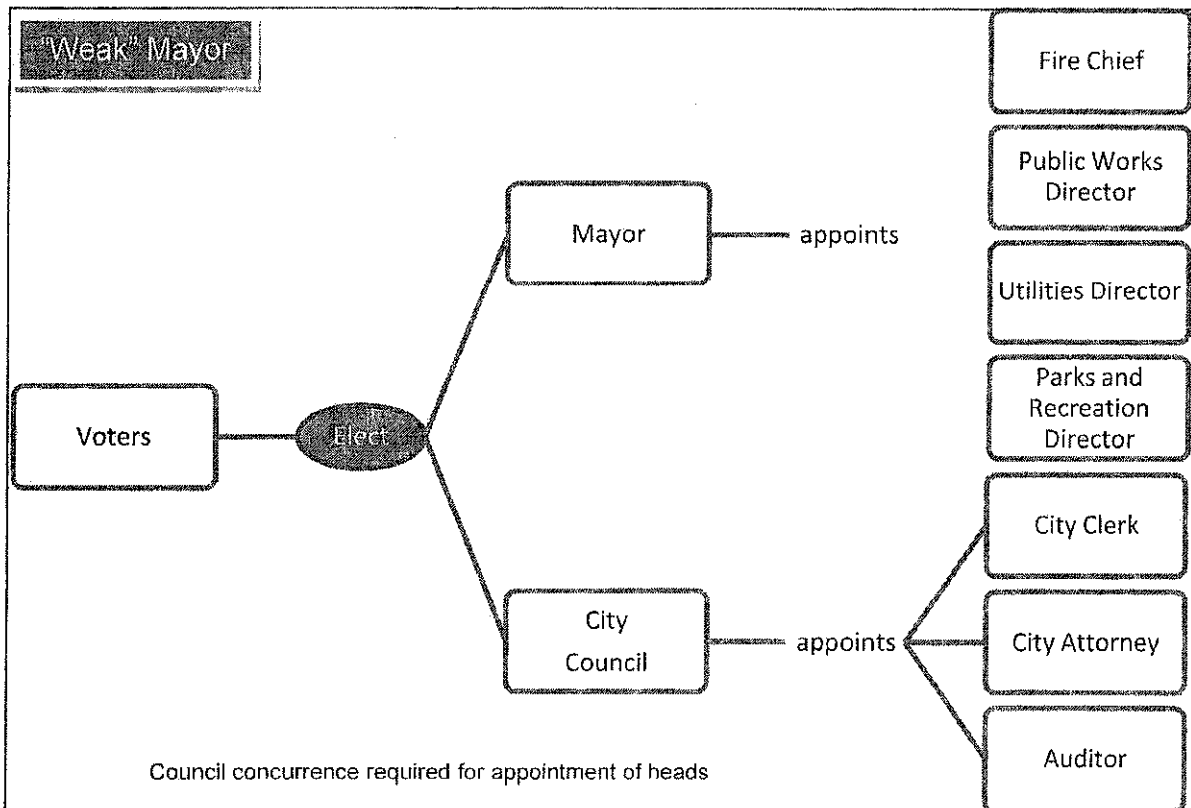 "Weak" Mayor
Fire Chief
Public Works
Director
Mayor
appoints
Utilities Director
Parks and
Recreation
Director
Voters
Elect
City Clerk
City
Council
appoints
City Attorney
Auditor
Council concurrence required for appointment of heads